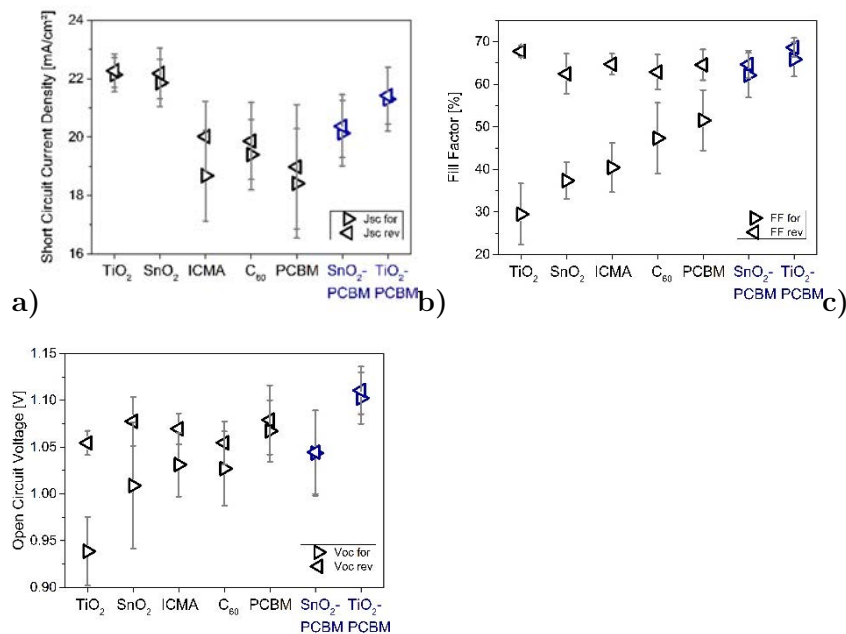 Short Circuit Current Density [mA/cm²]
24
22
20
18
16
Jsc for
Jsc rev
TiO₂ SnO₂ ICMA C₆₀ PCBM SnO₂- TiO₂-
PCBM PCBM
a)
Fill Factor [%]
70
60
50
40
30
20
FF for
FF rev
TiO₂ SnO₂ ICMA C₆₀ PCBM SnO₂- TiO₂-
PCBM PCBM
b)
c)
Open Circuit Voltage [V]
1.15
1.10
1.05
1.00
0.95
0.90
Voc for
Voc rev
TiO₂ SnO₂ ICMA C₆₀ PCBM SnO₂- TiO₂-
PCBM PCBM